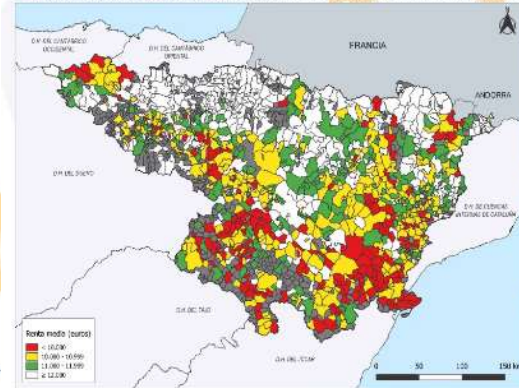 D.H. DEL CANTÁBRICO
OCCIDENTAL
D.H. DEL CANTÁBRICO
ORIENTAL
FRANCIA
ANDORRA
D.H. DEL DUERO
D.H. DE CUENCAS
INTERNAS DE CATALUÑA
D.H. DEL TAJO
D.H. DEL JÚCAR
Renta media (euros)
< 10.000
10.000 - 10.999
11.000 - 11.999
≥ 12.000
0 50 100 150 km